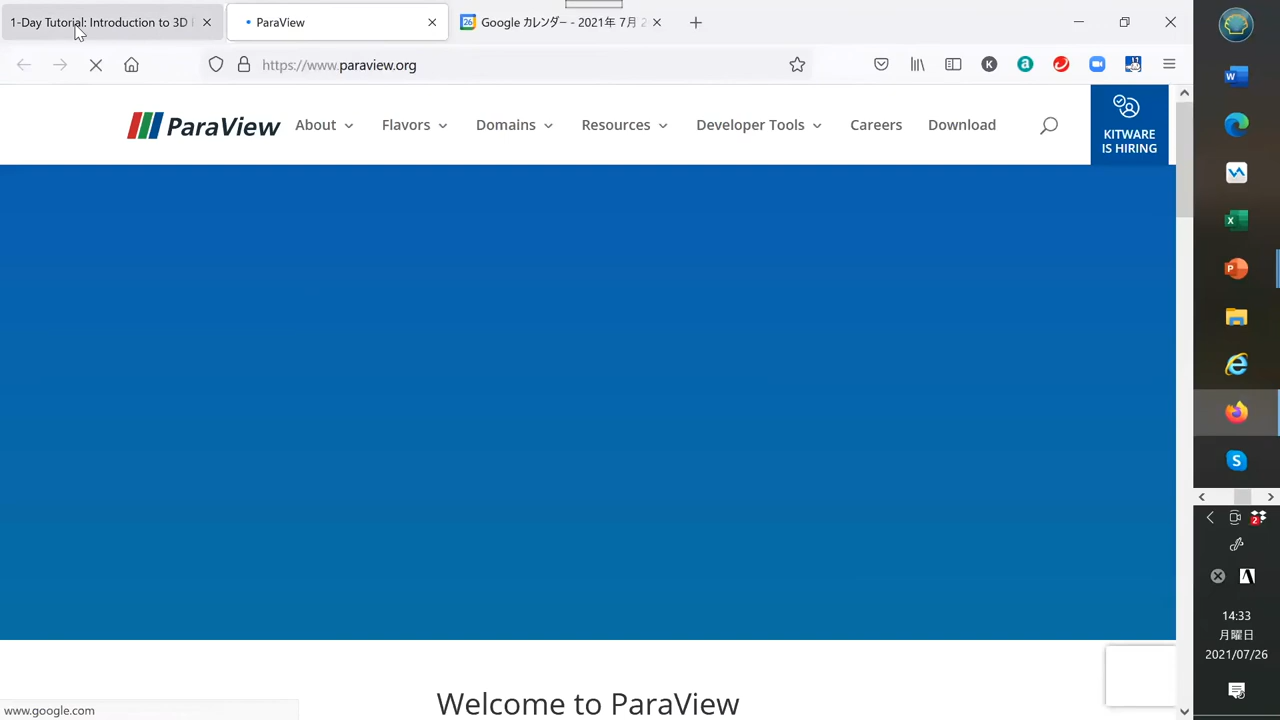 1-Day Tutorial: Introduction to 3D
ParaView
Google カレンダー - 2021年 7月 2
https://www.paraview.org
ParaView
About
Flavors
Domains
Resources
Developer Tools
Careers
Download
KITWARE
IS HIRING
Welcome to ParaView
www.google.com
14:33
月曜日
2021/07/26